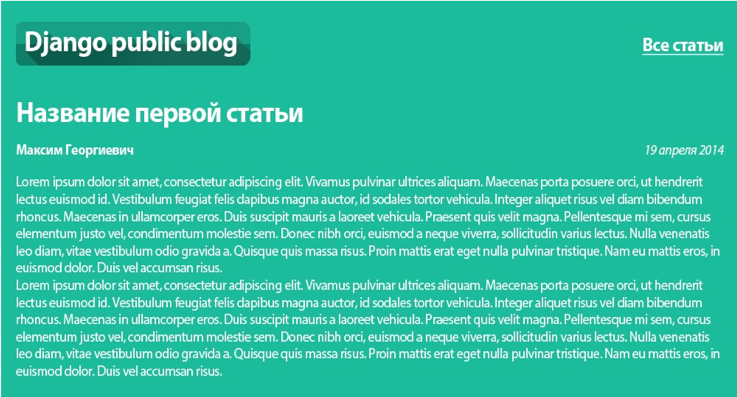 Django public blog
Все статьи
Название первой статьи
Максим Георгиевич
19 апреля 2014
Lorem ipsum dolor sit amet, consectetur adipiscing elit. Vivamus pulvinar ultrices aliquam. Maecenas porta posuere orci, ut hendrerit
lectus euismod id. Vestibulum feugiat felis dapibus magna auctor, id sodales tortor vehicula. Integer aliquet risus vel diam bibendum
rhoncus. Maecenas in ullamcorper eros. Duis suscipit mauris a laoreet vehicula. Praesent quis velit magna. Pellentesque mi sem, cursus
elementum justo vel, condimentum molestie sem. Donec nibh orci, euismod a neque viverra, sollicitudin varius lectus. Nulla venenatis
leo diam, vitae vestibulum odio gravida a. Quisque quis massa risus. Proin mattis erat eget nulla pulvinar tristique. Nam eu mattis eros, in
euismod dolor. Duis vel accumsan risus.
Lorem ipsum dolor sit amet, consectetur adipiscing elit. Vivamus pulvinar ultrices aliquam. Maecenas porta posuere orci, ut hendrerit
lectus euismod id. Vestibulum feugiat felis dapibus magna auctor, id sodales tortor vehicula. Integer aliquet risus vel diam bibendum
rhoncus. Maecenas in ullamcorper eros. Duis suscipit mauris a laoreet vehicula. Praesent quis velit magna. Pellentesque mi sem, cursus
elementum justo vel, condimentum molestie sem. Donec nibh orci, euismod a neque viverra, sollicitudin varius lectus. Nulla venenatis
leo diam, vitae vestibulum odio gravida a. Quisque quis massa risus. Proin mattis erat eget nulla pulvinar tristique. Nam eu mattis eros, in
euismod dolor. Duis vel accumsan risus.